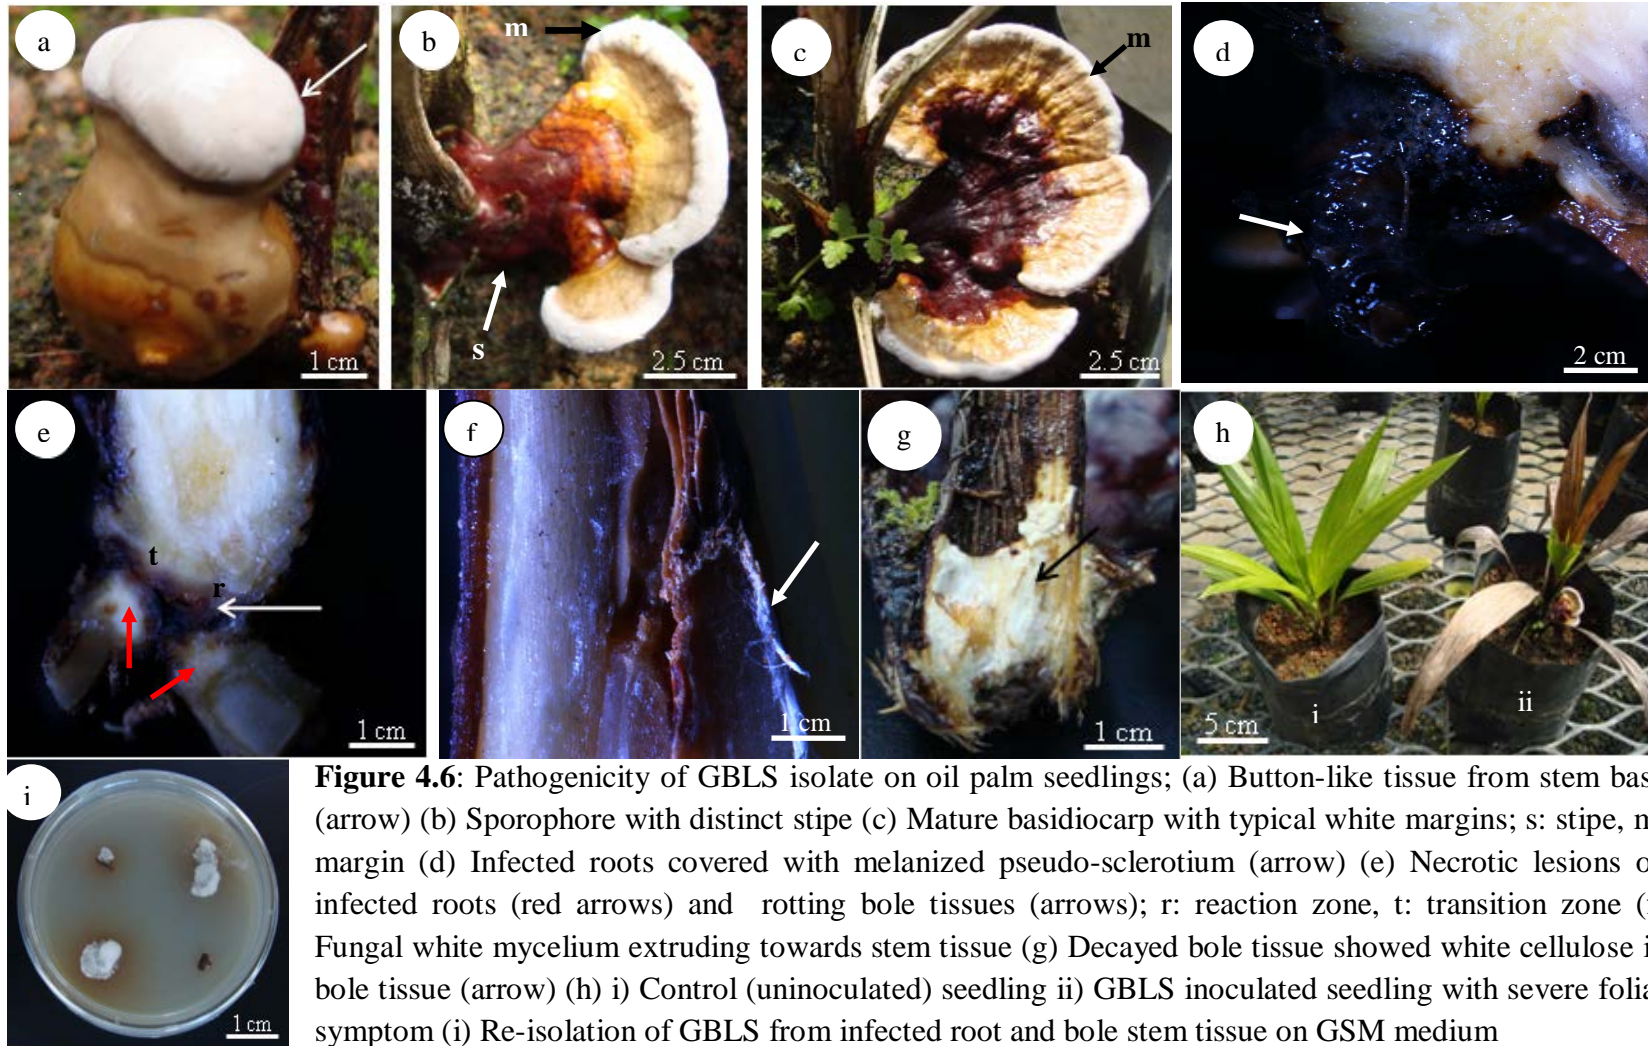 a
b
m
c
m
d
s
1 cm
2.5 cm
2.5 cm
2 cm
e
f
g
h
t
r
i
ii
1 cm
1 cm
1 cm
5 cm
i
Figure 4.6: Pathogenicity of GBLS isolate on oil palm seedlings; (a) Button-like tissue from stem bas
(arrow) (b) Sporophore with distinct stipe (c) Mature basidiocarp with typical white margins; s: stipe, m
margin (d) Infected roots covered with melanized pseudo-sclerotium (arrow) (e) Necrotic lesions o
infected roots (red arrows) and rotting bole tissues (arrows); r: reaction zone, t: transition zone (
Fungal white mycelium extruding towards stem tissue (g) Decayed bole tissue showed white cellulose i
bole tissue (arrow) (h) i) Control (uninoculated) seedling ii) GBLS inoculated seedling with severe folia
symptom (i) Re-isolation of GBLS from infected root and bole stem tissue on GSM medium
1 cm